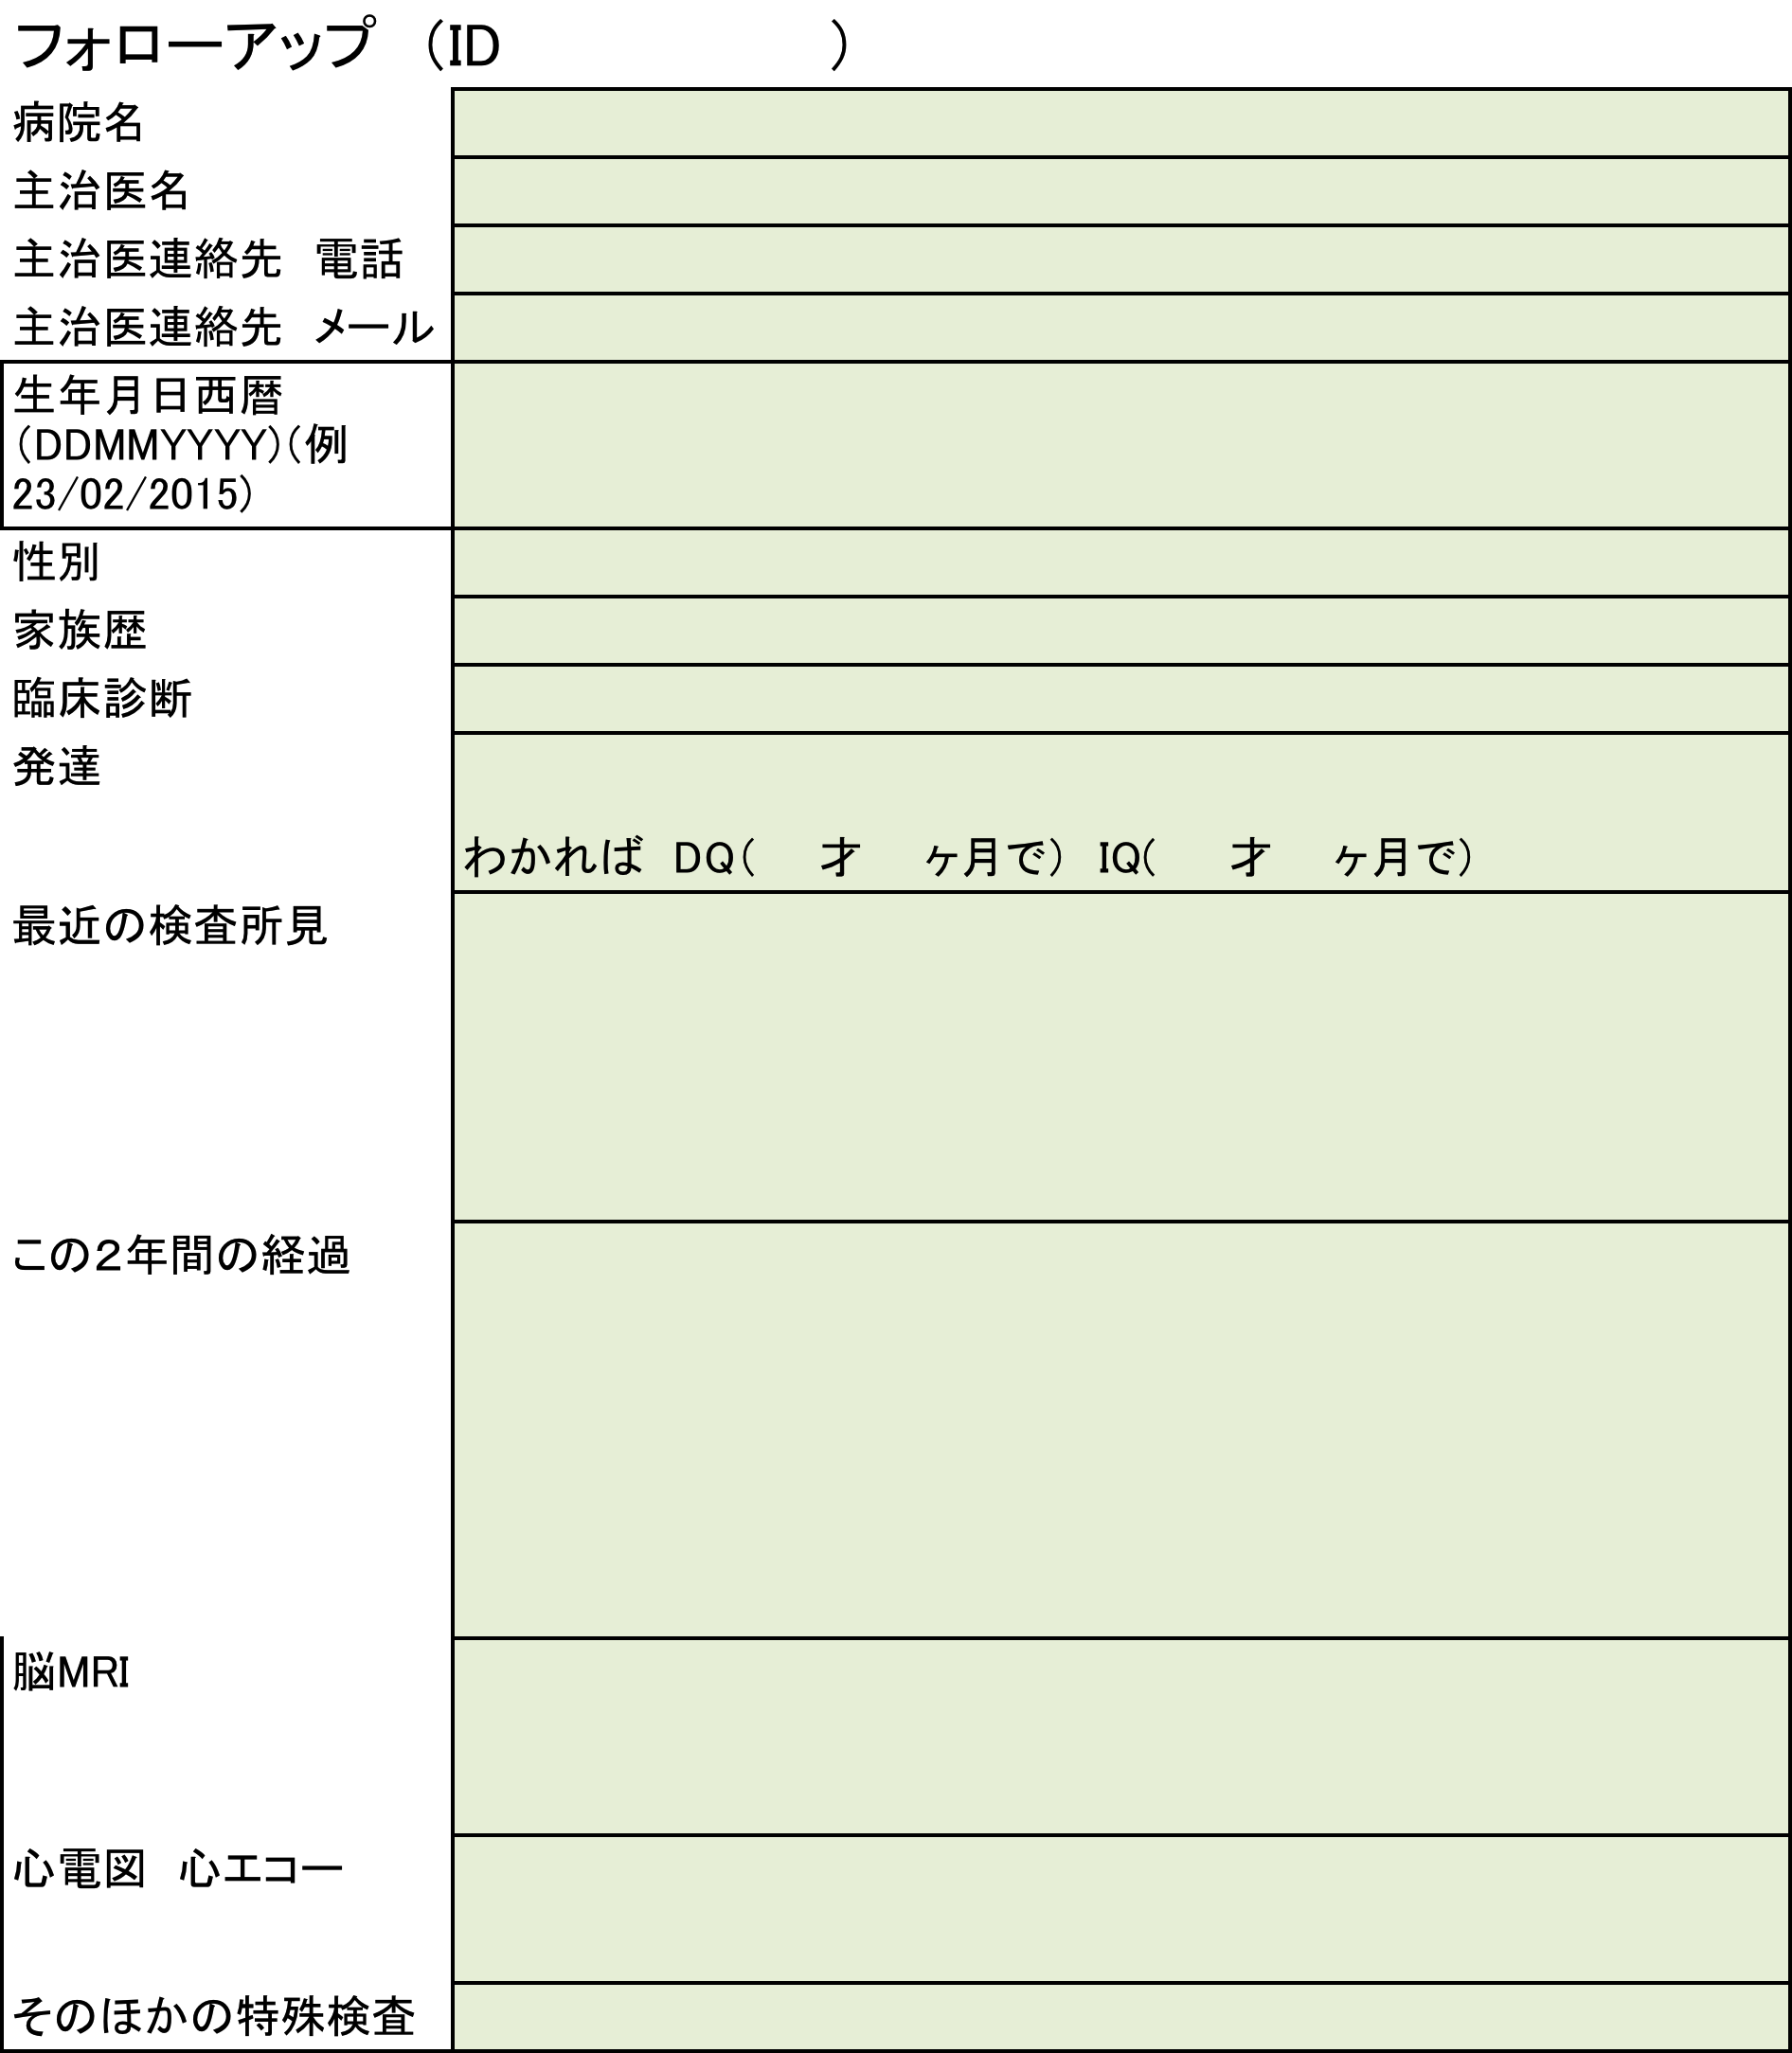 フォローアップ　（ID　　　　　　　）
病院名
主治医名
主治医連絡先　電話
主治医連絡先　メール
生年月日西暦
（DDMMYYYY）（例
23/02/2015）
性別
家族歴
臨床診断
発達
わかれば　DQ（　　才　　ヶ月で）　IQ（　　才　　ヶ月で）
最近の検査所見
この２年間の経過
脳MRI
心電図　心エコー
そのほかの特殊検査